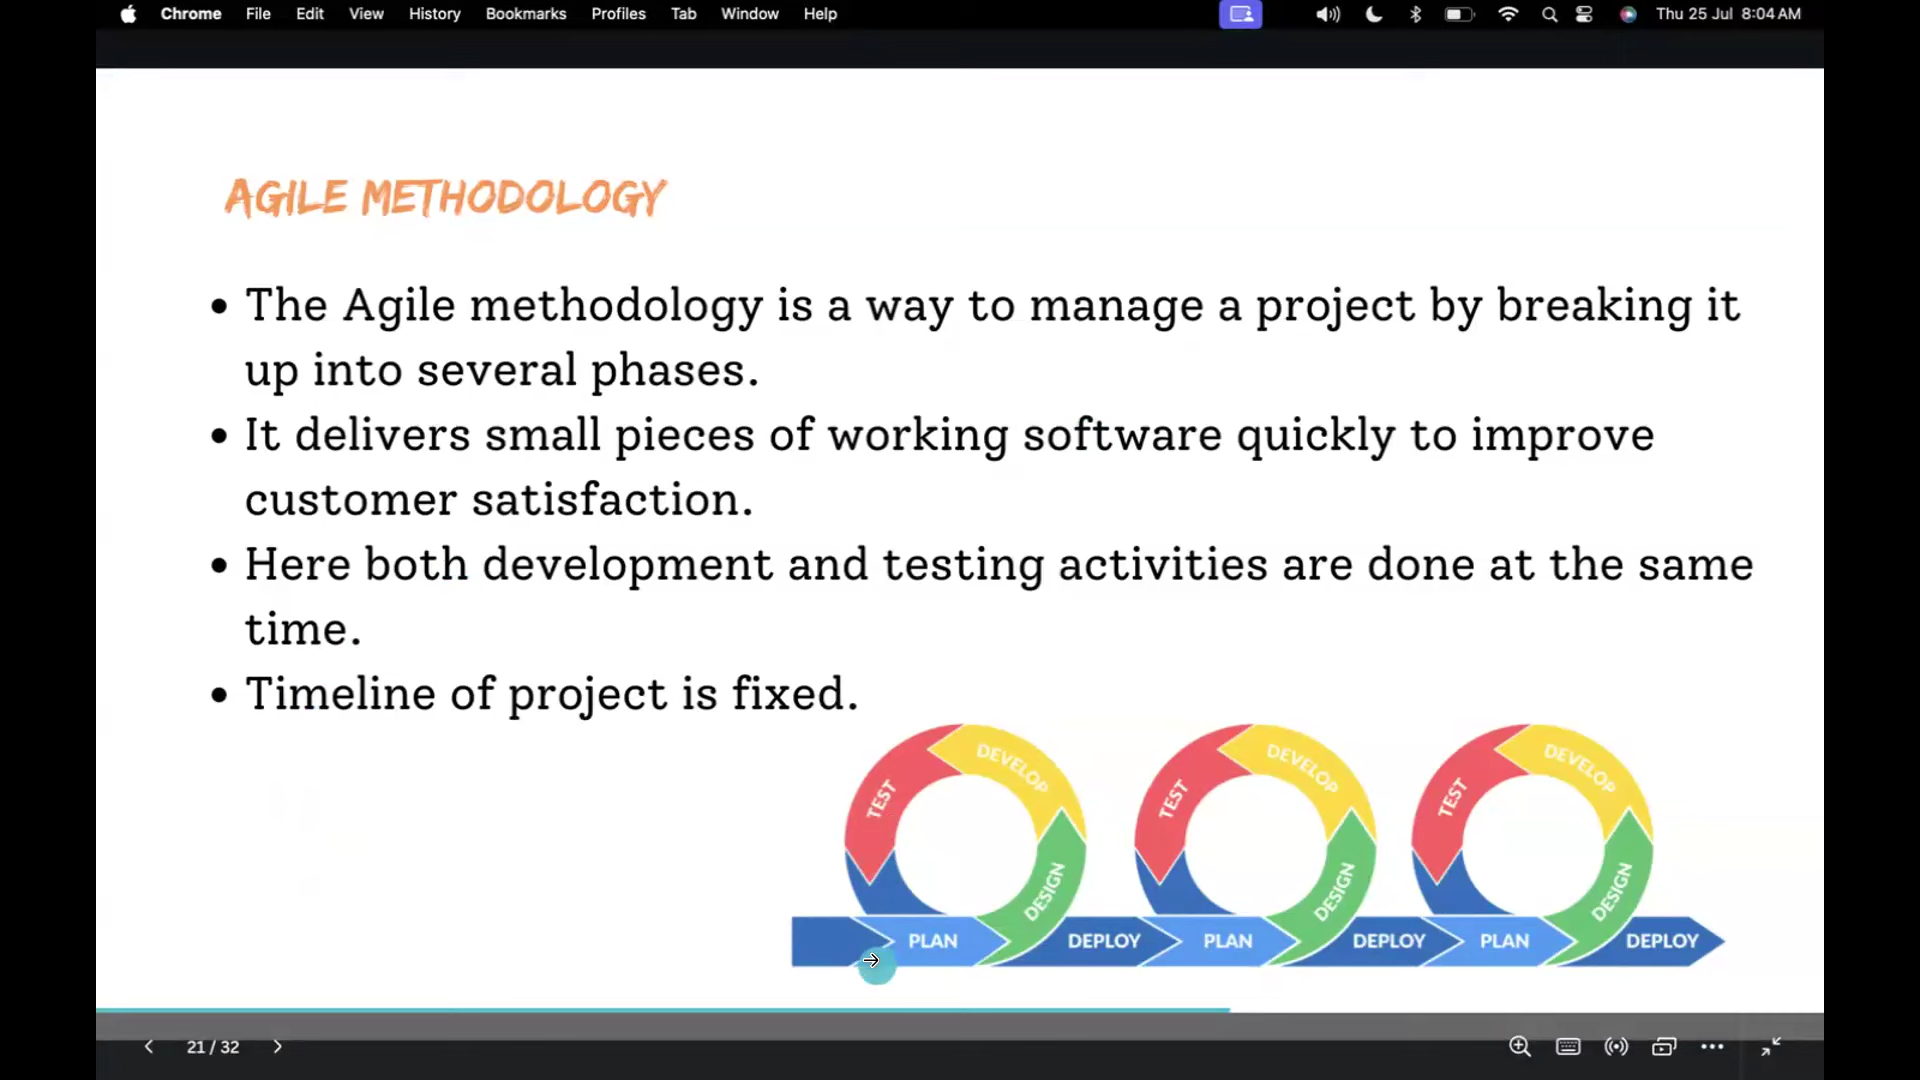 Chrome File Edit View History Bookmarks Profiles Tab Window Help Thu 25 Jul 8:04 AM
AGILE METHODOLOGY
• The Agile methodology is a way to manage a project by breaking it
up into several phases.
• It delivers small pieces of working software quickly to improve
customer satisfaction.
• Here both development and testing activities are done at the same
time.
• Timeline of project is fixed.
TEST DEVELOP DESIGN
TEST DEVELOP DESIGN
TEST DEVELOP DESIGN
PLAN DEPLOY PLAN DEPLOY PLAN DEPLOY
21 / 32